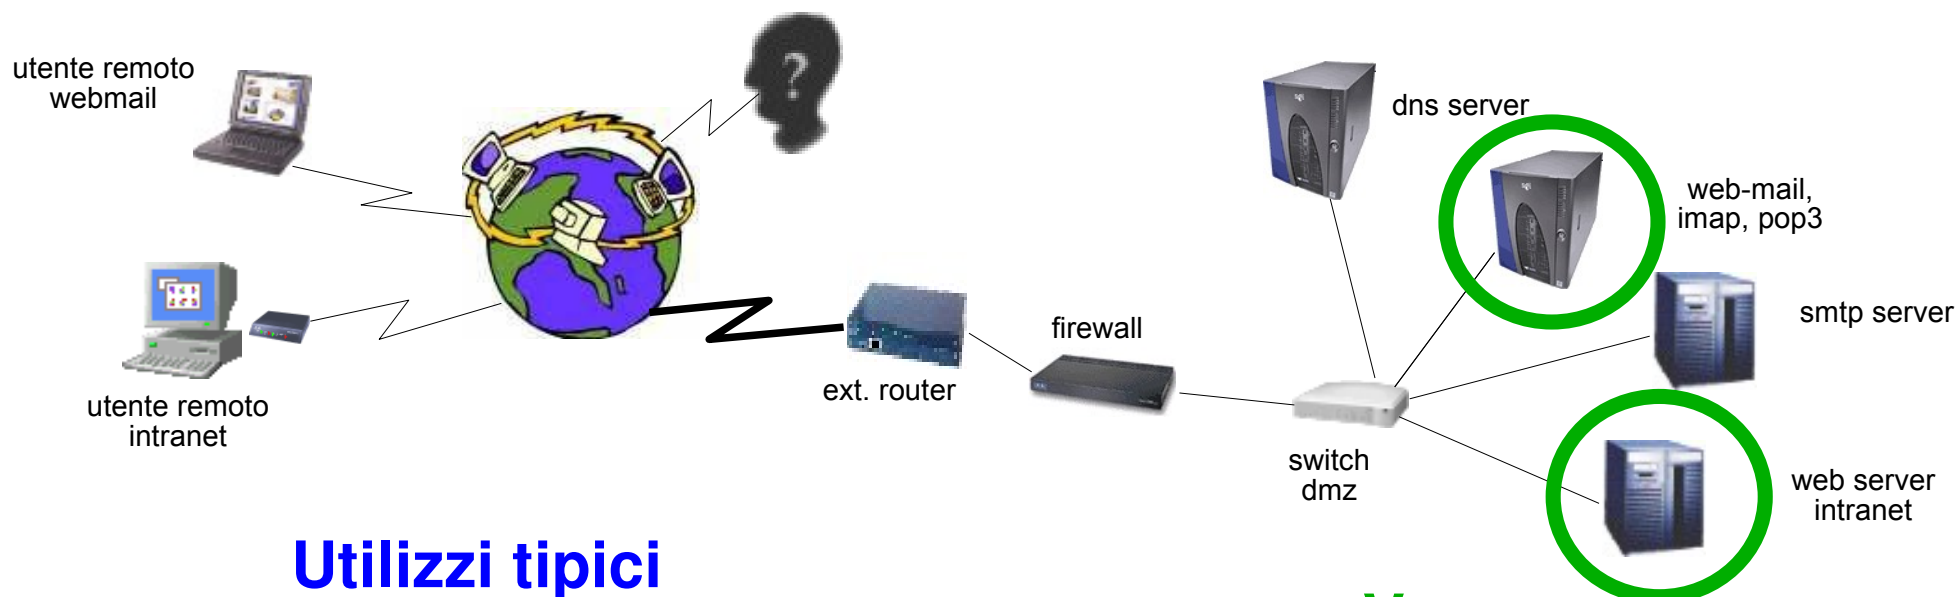 utente remoto
webmail
?
dns server
web-mail,
imap, pop3
smtp server
firewall
ext. router
utente remoto
intranet
switch
dmz
web server
intranet
Utilizzi tipici